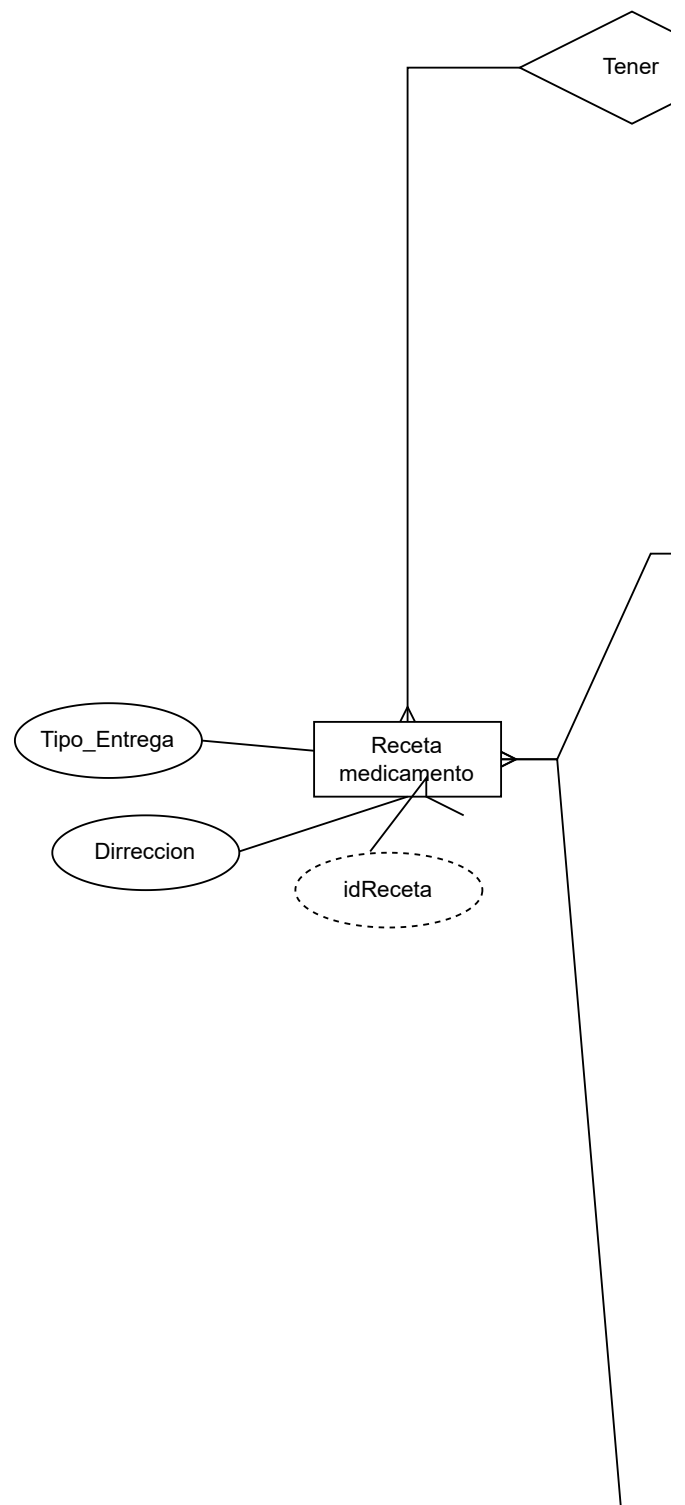 Tener
Tipo_Entrega
Receta
medicamento
Dirreccion
idReceta